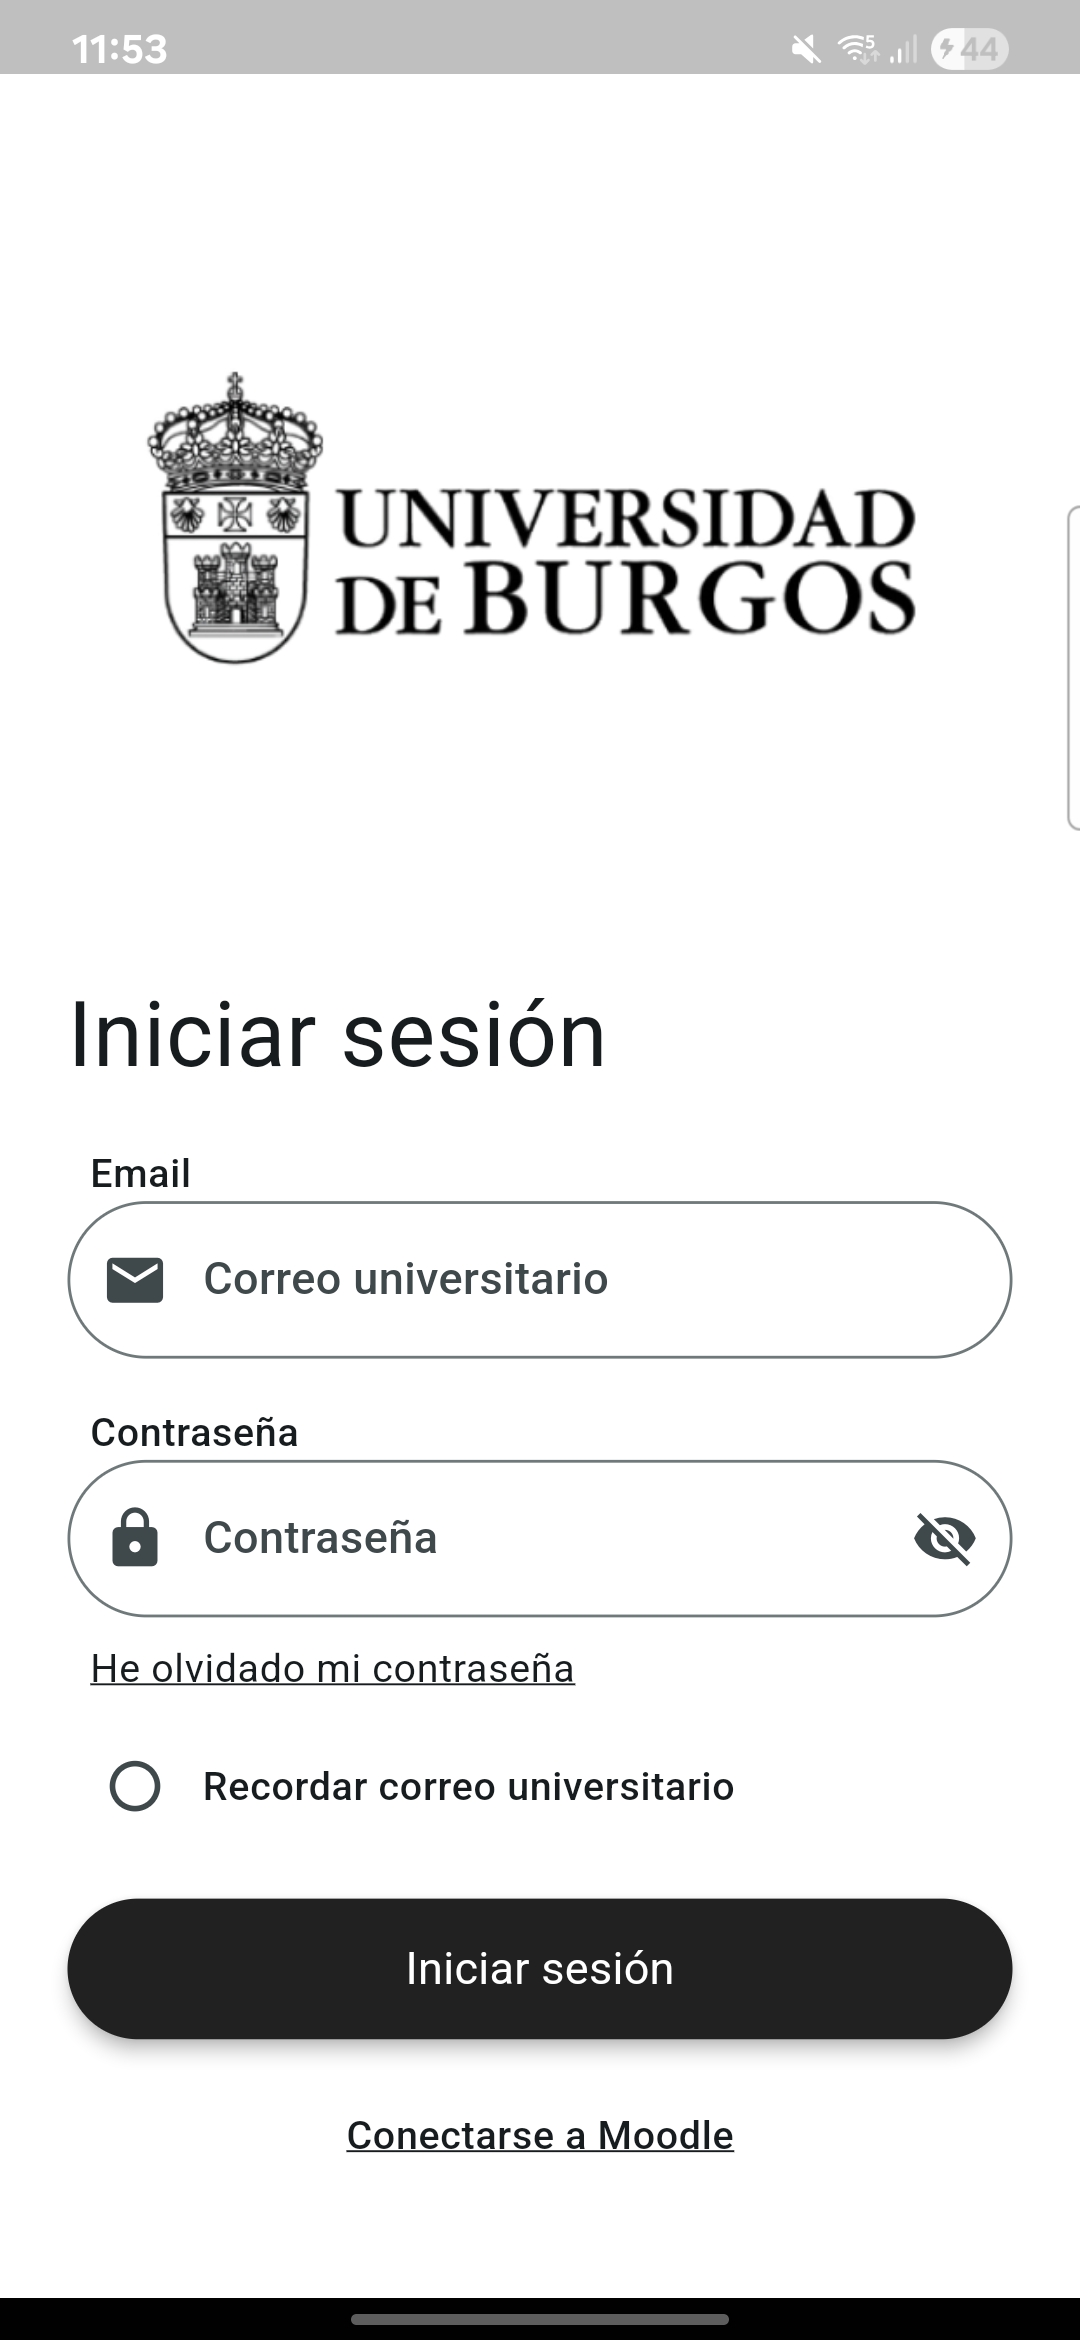 11:53
5
44
UNIVERSIDAD
DE BURGOS
Iniciar sesión
Email
Correo universitario
Contraseña
Contraseña
He olvidado mi contraseña
Recordar correo universitario
Iniciar sesión
Conectarse a Moodle